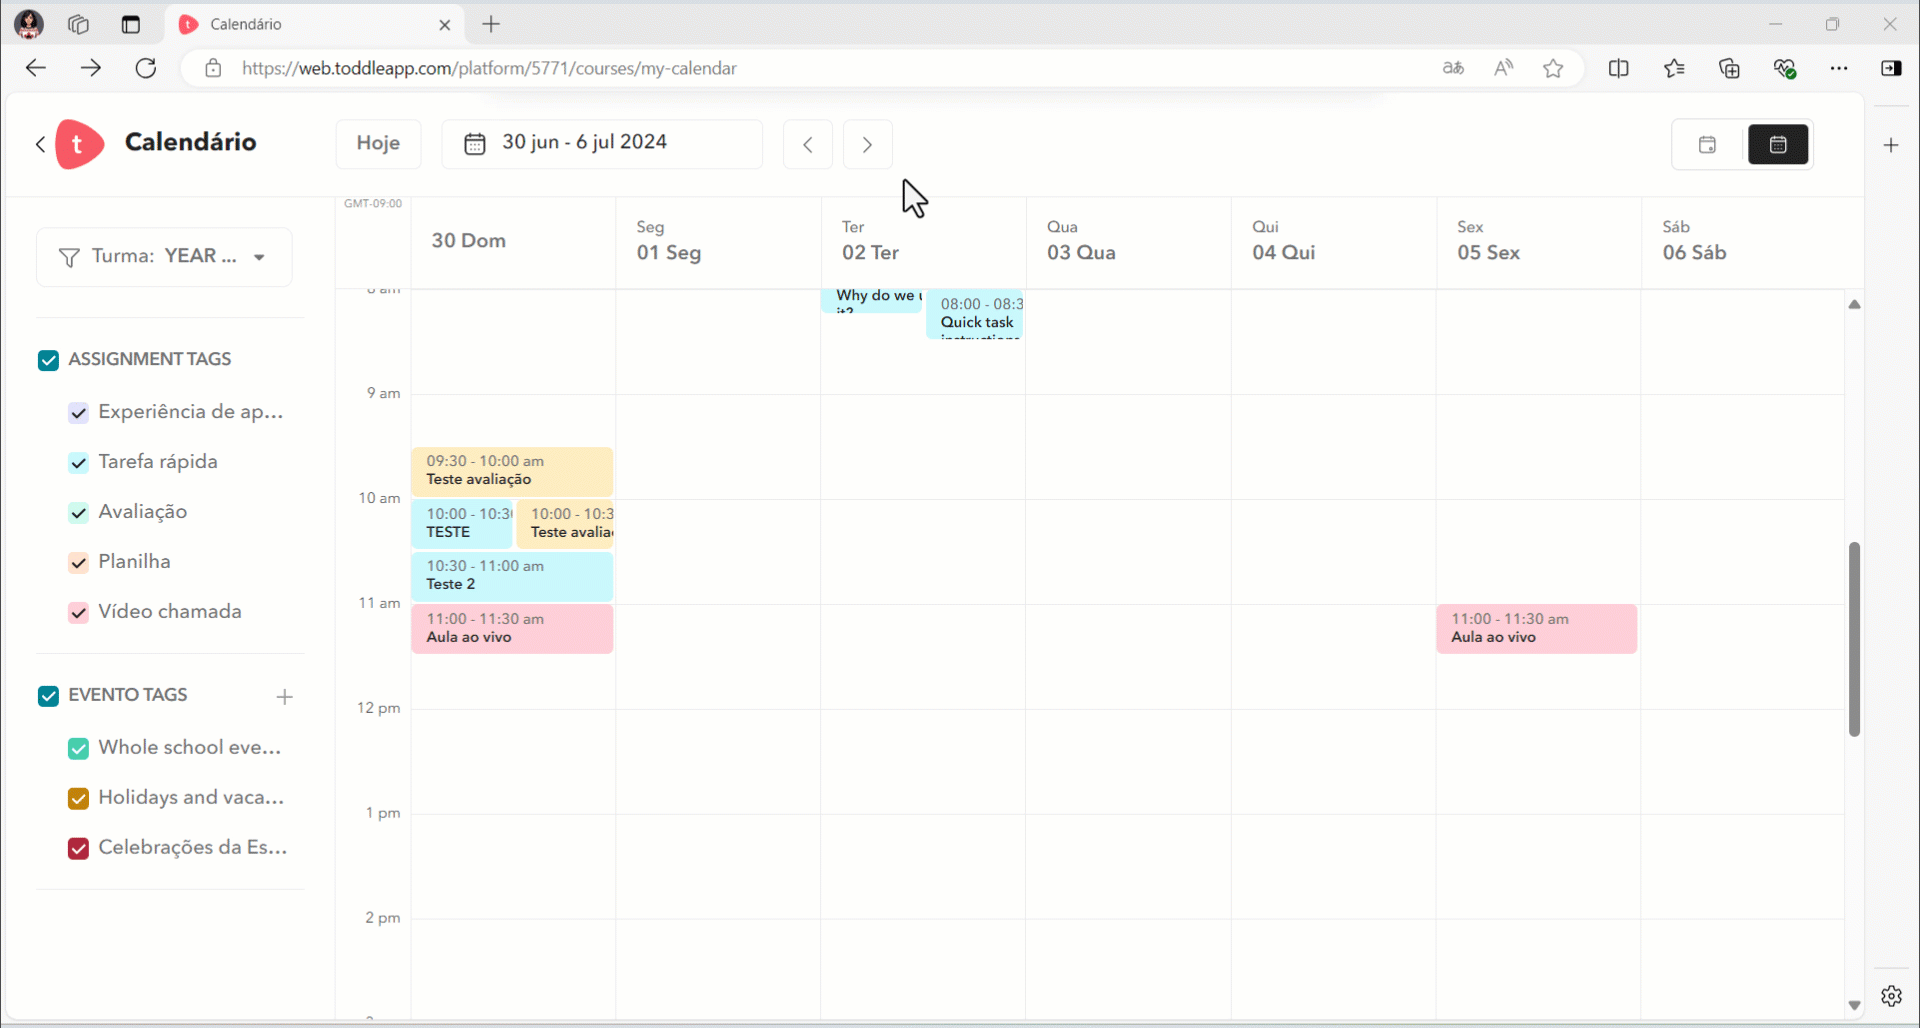 Calendário
https://web.toddleapp.com/platform/5771/courses/my-calendar
t
Calendário
Hoje
30 jun - 6 jul 2024
GMT-09:00
30 Dom
Seg
01 Seg
Ter
02 Ter
Qua
03 Qua
Qui
04 Qui
Sex
05 Sex
Sáb
06 Sáb
Turma: YEAR ...
ASSIGNMENT TAGS
Experiência de ap...
Tarefa rápida
Avaliação
Planilha
Vídeo chamada
EVENTO TAGS
Whole school eve...
Holidays and vaca...
Celebrações da Es...
9 am
10 am
11 am
12 pm
1 pm
2 pm
Why do we
it?
08:00 - 08:3
Quick task
instructions
09:30 - 10:00 am
Teste avaliação
10:00 - 10:3
TESTE
10:00 - 10:3
Teste avalia
10:30 - 11:00 am
Teste 2
11:00 - 11:30 am
Aula ao vivo
11:00 - 11:30 am
Aula ao vivo